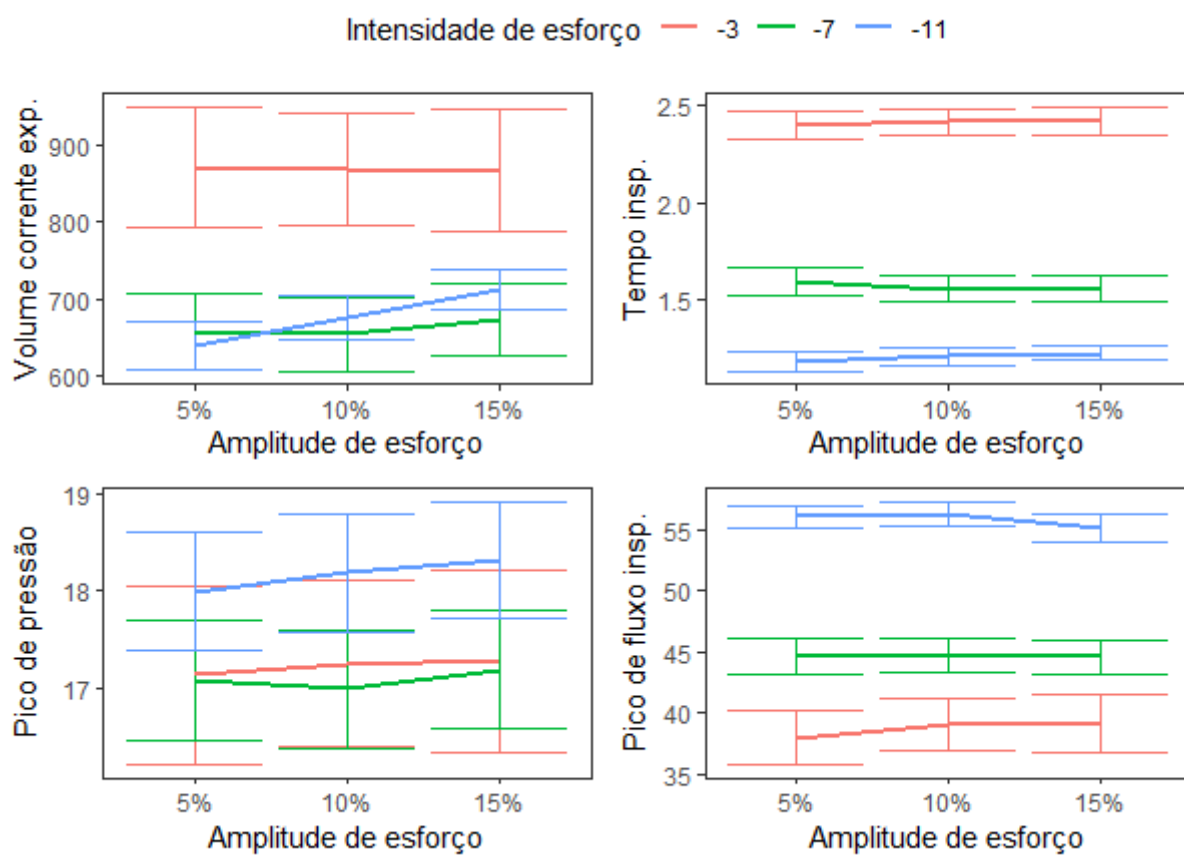 Intensidade de esforço -3 -7 -11
Volume corrente exp.
900
800
700
600
5% 10% 15%
Amplitude de esforço
Tempo insp.
2.5
2.0
1.5
5% 10% 15%
Amplitude de esforço
Pico de pressão
19
18
17
5% 10% 15%
Amplitude de esforço
Pico de fluxo insp.
55
50
45
40
35
5% 10% 15%
Amplitude de esforço